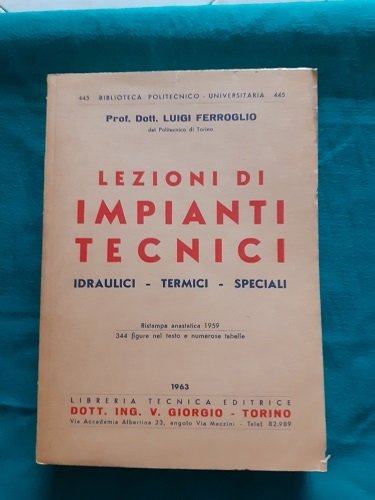 445 BIBLIOTECA POLITECNICO - UNIVERSITARIA 445
Prof. Dott. LUIGI FERROGLIO
del Politecnico di Torino
LEZIONI DI
IMPIANTI
TECNICI
IDRAULICI - TERMICI - SPECIALI
Ristampa anastatica 1959
344 figure nel testo e numerose tabelle
1963
LIBRERIA TECNICA EDITRICE
DOTT. ING. V. GIORGIO - TORINO
Via Accademia Albertina 23, angolo Via Mazzini - Telef. 82.989